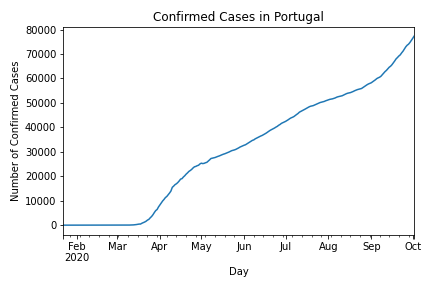 Confirmed Cases in Portugal
80000
70000
60000
50000
40000
30000
20000
10000
0
Number of Confirmed Cases
Feb Mar Apr May Jun Jul Aug Sep Oct
2020
Day